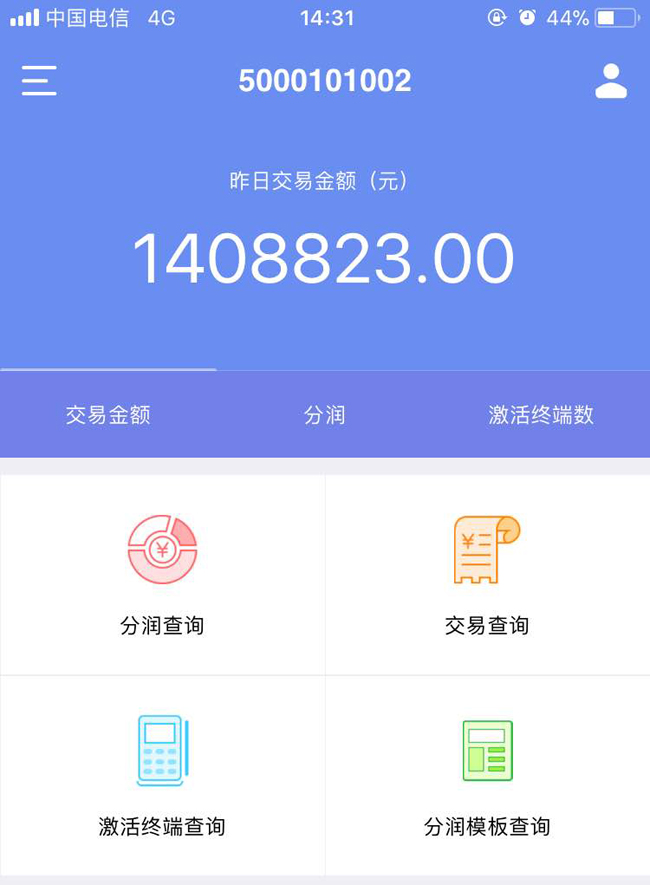 中国电信 4G 14:31 44%
5000101002
昨日交易金额（元）
1408823.00
交易金额 分润 激活终端数
¥ ¥
分润查询 交易查询
激活终端查询 分润模板查询